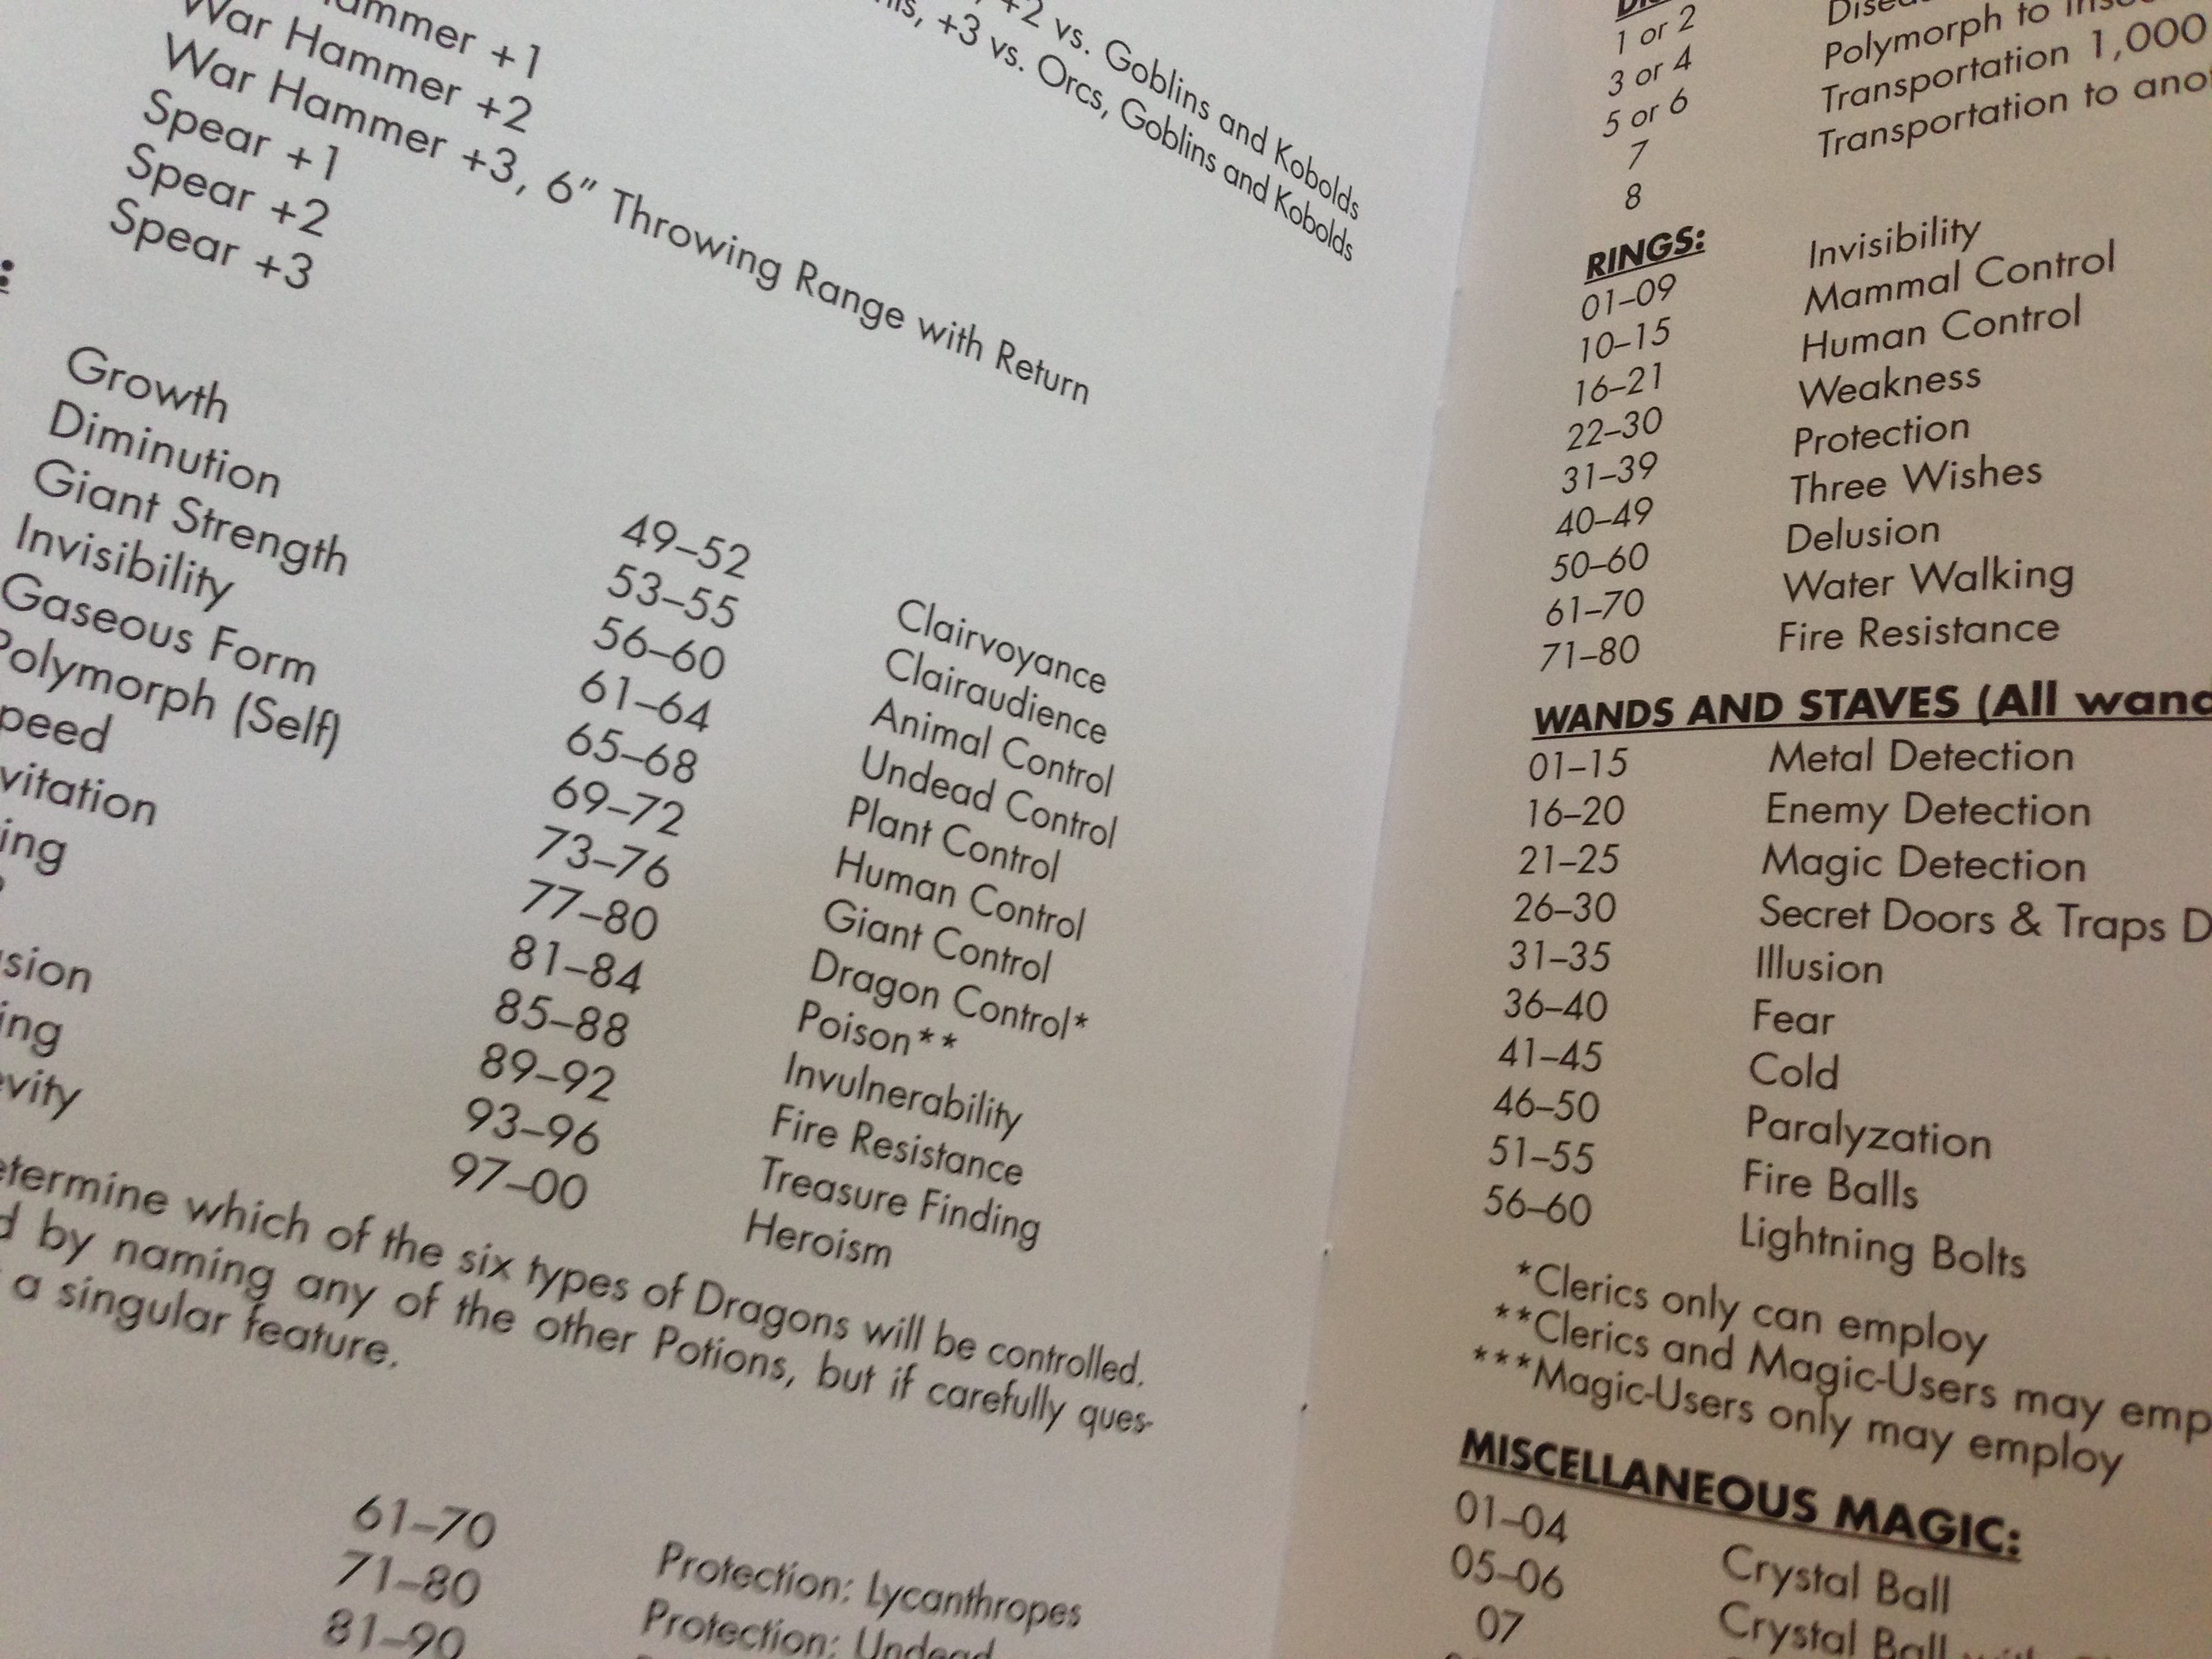 War Hammer +2
War Hammer +3, 6" Throwing Range with Return
Spear +1
Spear +2
Spear +3
+2 vs. Goblins and Kobolds
+3 vs. Orcs, Goblins and Kobolds
Growth
Diminution
Giant Strength
Invisibility
Gaseous Form
Polymorph (Self)
49–52 Clairvoyance
53–55 Clairaudience
56–60 Animal Control
61–64 Undead Control
65–68 Plant Control
69–72 Human Control
73–76 Giant Control
77–80 Dragon Control*
81–84 Poison**
85–88 Invulnerability
89–92 Fire Resistance
93–96 Treasure Finding
97–00 Heroism
which of the six types of Dragons will be controlled.
by naming any of the other Potions, but if carefully ques-
a singular feature.
61–70 Protection: Lycanthropes
71–80 Protection: Undead
81–90
1 or 2
3 or 4 Polymorph to
5 or 6 Transportation 1,000
7 Transportation to
8
RINGS:
01–09 Invisibility
10–15 Mammal Control
16–21 Human Control
22–30 Weakness
31–39 Protection
40–49 Three Wishes
50–60 Delusion
61–70 Water Walking
71–80 Fire Resistance
WANDS AND STAVES (All wand
01–15 Metal Detection
16–20 Enemy Detection
21–25 Magic Detection
26–30 Secret Doors & Traps D
31–35 Illusion
36–40 Fear
41–45 Cold
46–50 Paralyzation
51–55 Fire Balls
56–60 Lightning Bolts
*Clerics only can employ
**Clerics and Magic-Users may emp
***Magic-Users only may employ
MISCELLANEOUS MAGIC:
01–04 Crystal Ball
05–06 Crystal Ball
07